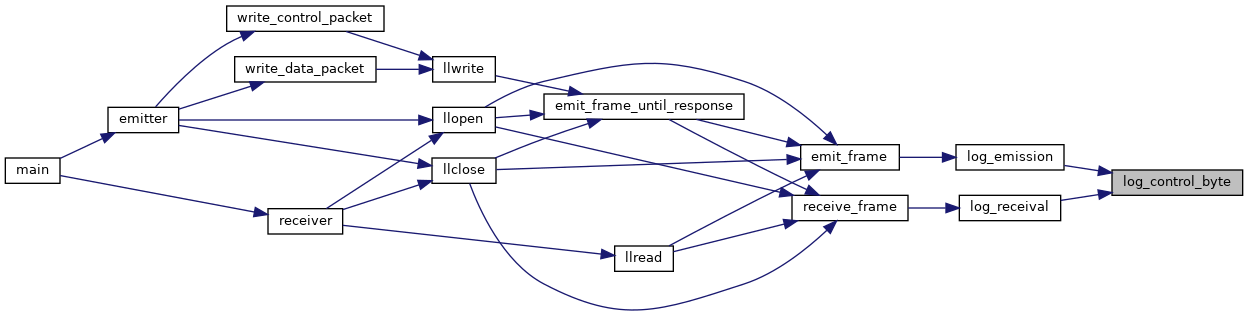 write_control_packet
write_data_packet
llwrite
emit_frame_until_response
emitter
llopen
emit_frame
log_emission
main
llclose
log_control_byte
receive_frame
log_receival
receiver
llread